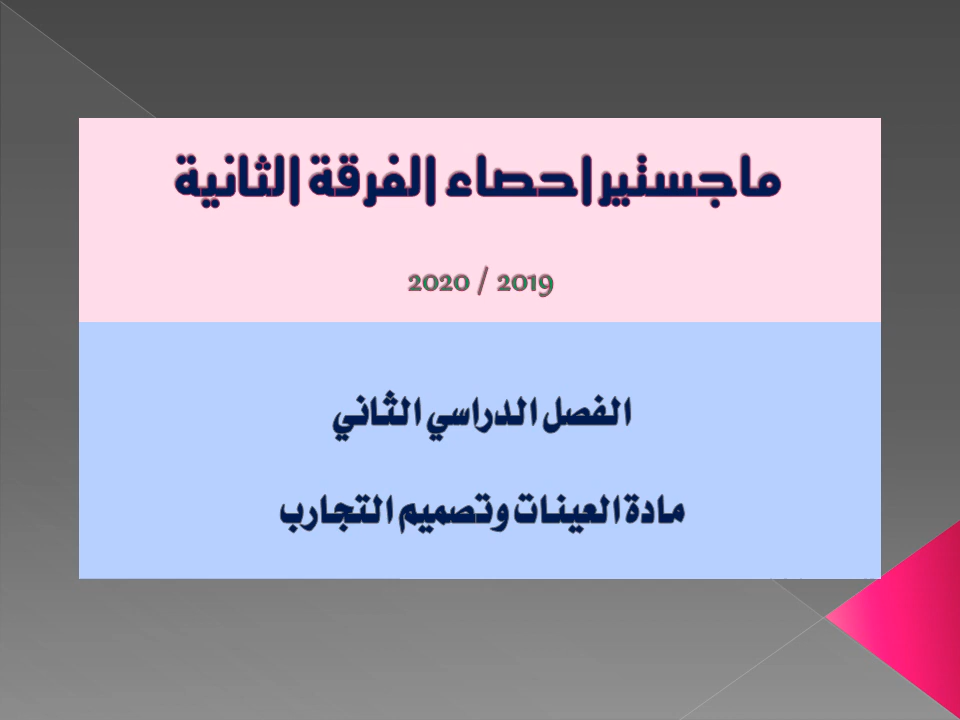 ماجستير احصاء الفرقة الثانية
2019 / 2020
الفصل الدراسي الثاني
مادة العينات وتصميم التجارب